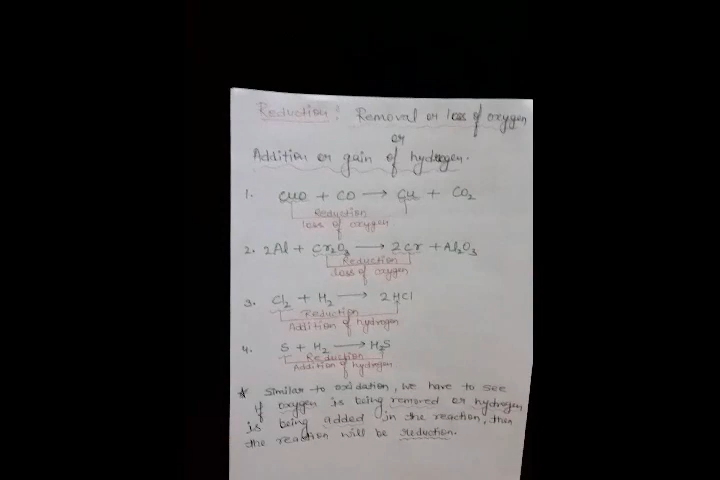 Reduction: Removal or loss of oxygen
or
Addition or gain of hydrogen.
1. CuO + CO → Cu + CO₂
Reduction
loss of oxygen
2. 2Al + Cr₂O₃ → 2Cr + Al₂O₃
Reduction
loss of oxygen
3. Cl₂ + H₂ → 2HCl
Reduction
Addition of hydrogen
4. S + H₂ → H₂S
Reduction
Addition of hydrogen
* Similar to oxidation, we have to see
if oxygen is being removed or hydrogen
is being added in the reaction, then
the reaction will be reduction.